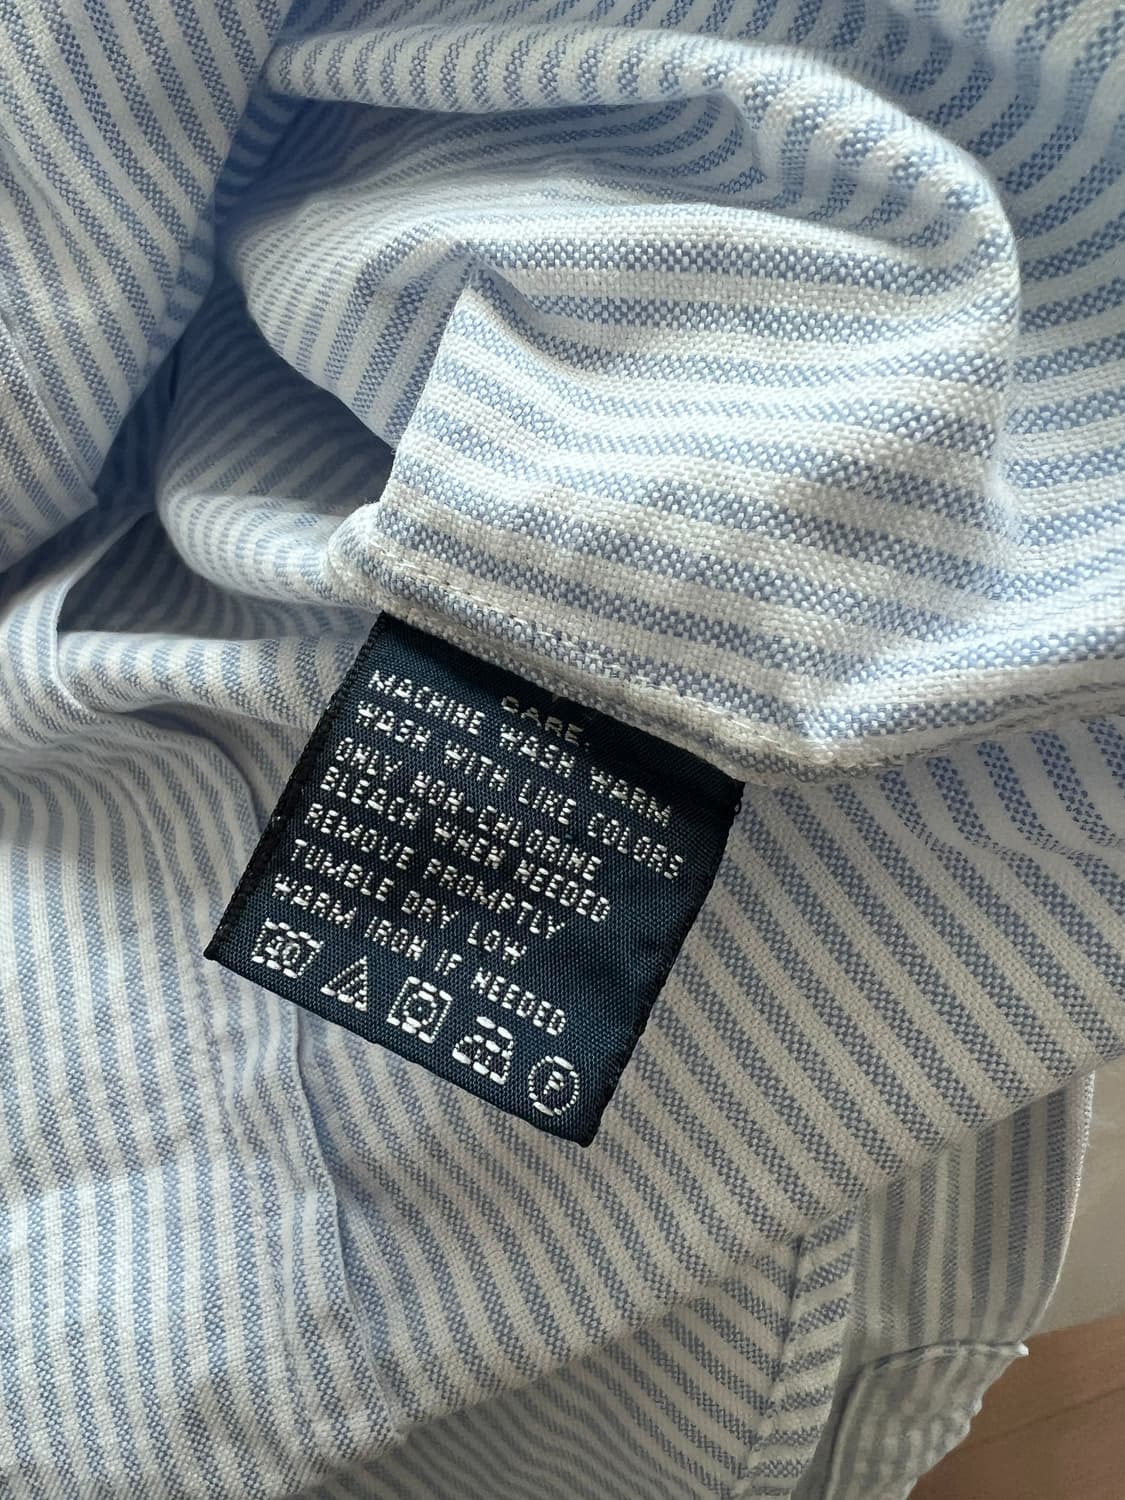 CARE.
MACHINE WASH WARM
WASH WITH LIKE COLORS
ONLY NON-CHLORINE
BLEACH WHEN NEEDED
REMOVE PROMPTLY
TUMBLE DRY LOW
WARM IRON IF NEEDED
40 F